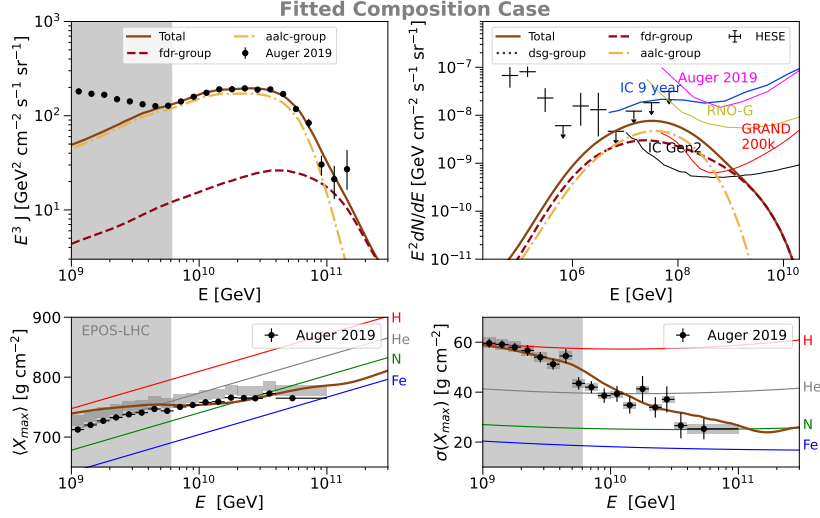 Fitted Composition Case
10^3
10^2
10^1
E^3 J [GeV^2 cm^−2 s^−1 sr^−1]
Total
fdr-group
aalc-group
Auger 2019
10^9
10^10
10^11
E [GeV]
10^−6
10^−7
10^−8
10^−9
10^−10
10^−11
E^2dN/dE [GeV cm^−2 s^−1 sr^−1]
Total
dsg-group
fdr-group
aalc-group
HESE
Auger 2019
IC 9 year
RNO-G
GRAND
200k
IC Gen2
10^6
10^8
10^10
E [GeV]
900
800
700
⟨X_max⟩ [g cm^−2]
EPOS-LHC
Auger 2019
H
He
N
Fe
10^9
10^10
10^11
E [GeV]
60
40
20
σ(X_max) [g cm^−2]
Auger 2019
H
He
N
Fe
10^9
10^10
10^11
E [GeV]